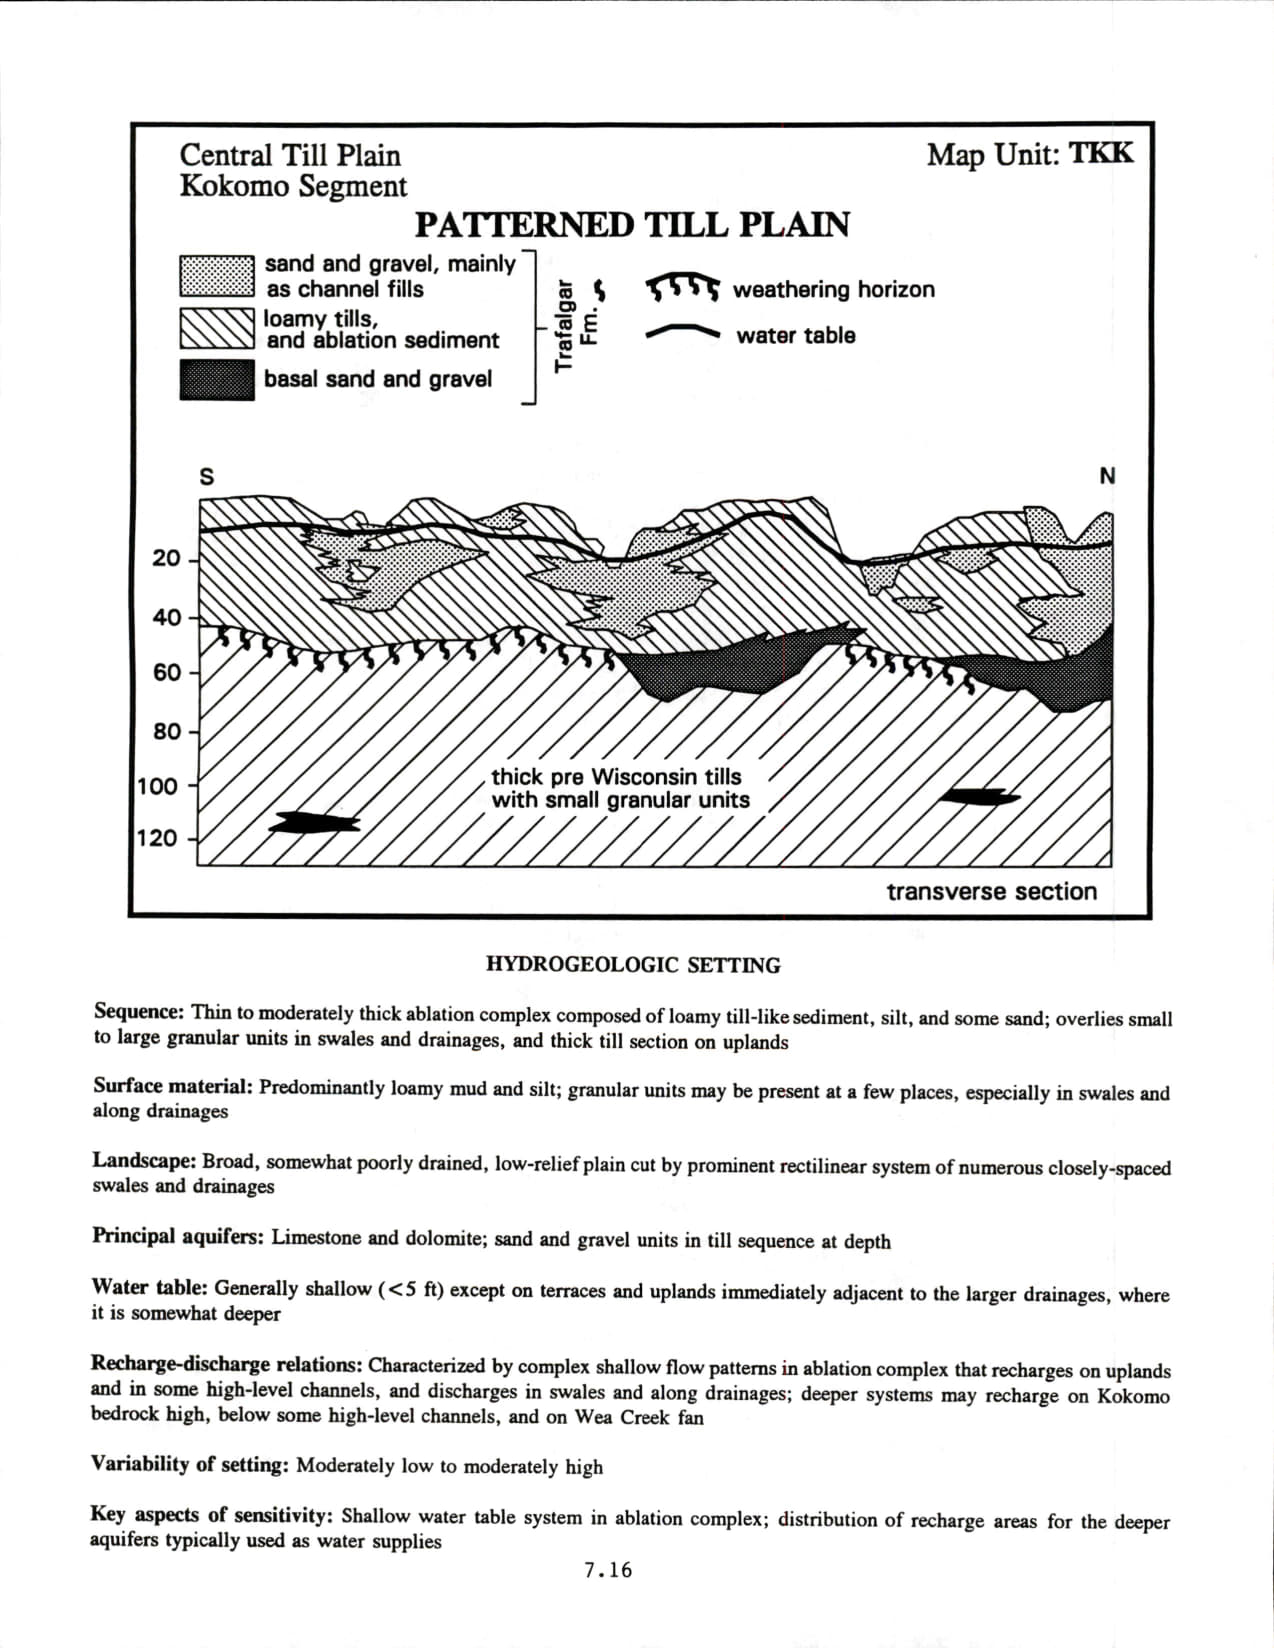 Central Till Plain
Kokomo Segment
Map Unit: TKK
PATTERNED TILL PLAIN
sand and gravel, mainly
as channel fills
loamy tills,
and ablation sediment
basal sand and gravel
Trafalgar
Fm.
weathering horizon
water table
S
N
20
40
60
80
100
120
thick pre Wisconsin tills
with small granular units
transverse section
HYDROGEOLOGIC SETTING
Sequence: Thin to moderately thick ablation complex composed of loamy till-like sediment, silt, and some sand; overlies small
to large granular units in swales and drainages, and thick till section on uplands
Surface material: Predominantly loamy mud and silt; granular units may be present at a few places, especially in swales and
along drainages
Landscape: Broad, somewhat poorly drained, low-relief plain cut by prominent rectilinear system of numerous closely-spaced
swales and drainages
Principal aquifers: Limestone and dolomite; sand and gravel units in till sequence at depth
Water table: Generally shallow (<5 ft) except on terraces and uplands immediately adjacent to the larger drainages, where
it is somewhat deeper
Recharge-discharge relations: Characterized by complex shallow flow patterns in ablation complex that recharges on uplands
and in some high-level channels, and discharges in swales and along drainages; deeper systems may recharge on Kokomo
bedrock high, below some high-level channels, and on Wea Creek fan
Variability of setting: Moderately low to moderately high
Key aspects of sensitivity: Shallow water table system in ablation complex; distribution of recharge areas for the deeper
aquifers typically used as water supplies
7.16